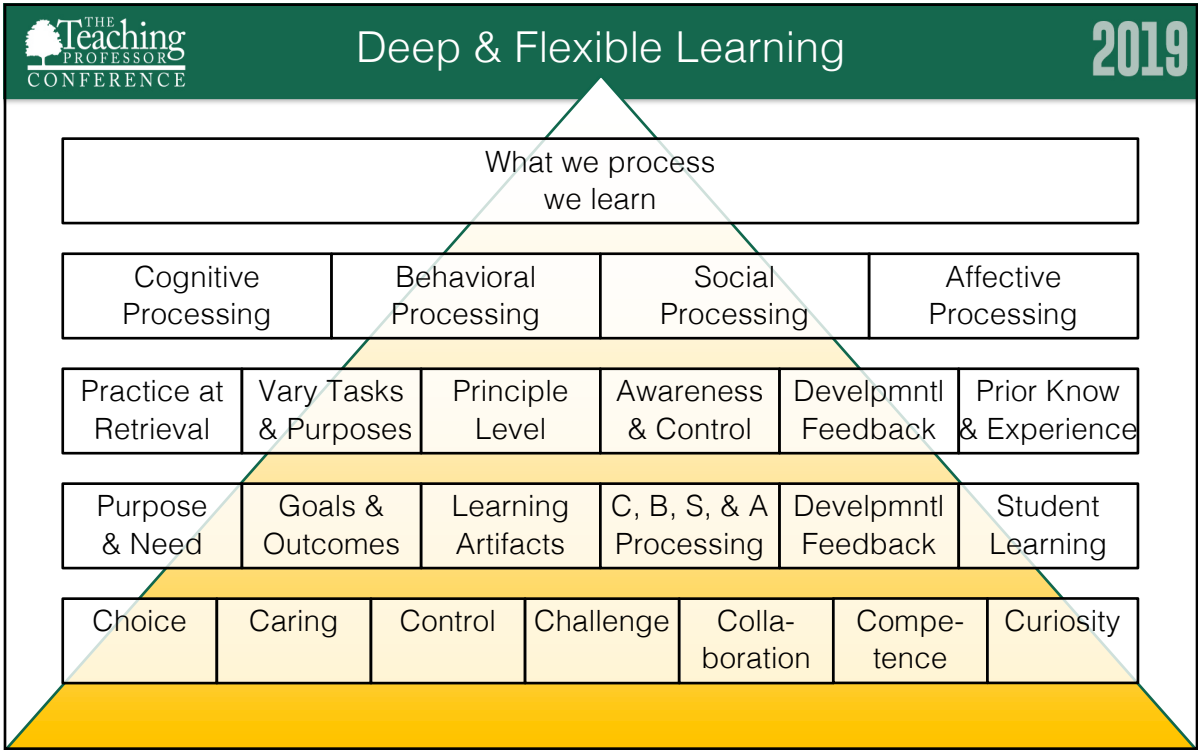 THE
Teaching
PROFESSOR
CONFERENCE
Deep & Flexible Learning
2019
What we process
we learn
Cognitive
Processing
Behavioral
Processing
Social
Processing
Affective
Processing
Practice at
Retrieval
Vary Tasks
& Purposes
Principle
Level
Awareness
& Control
Develpmntl
Feedback
Prior Know
& Experience
Purpose
& Need
Goals &
Outcomes
Learning
Artifacts
C, B, S, & A
Processing
Develpmntl
Feedback
Student
Learning
Choice
Caring
Control
Challenge
Colla-
boration
Compe-
tence
Curiosity